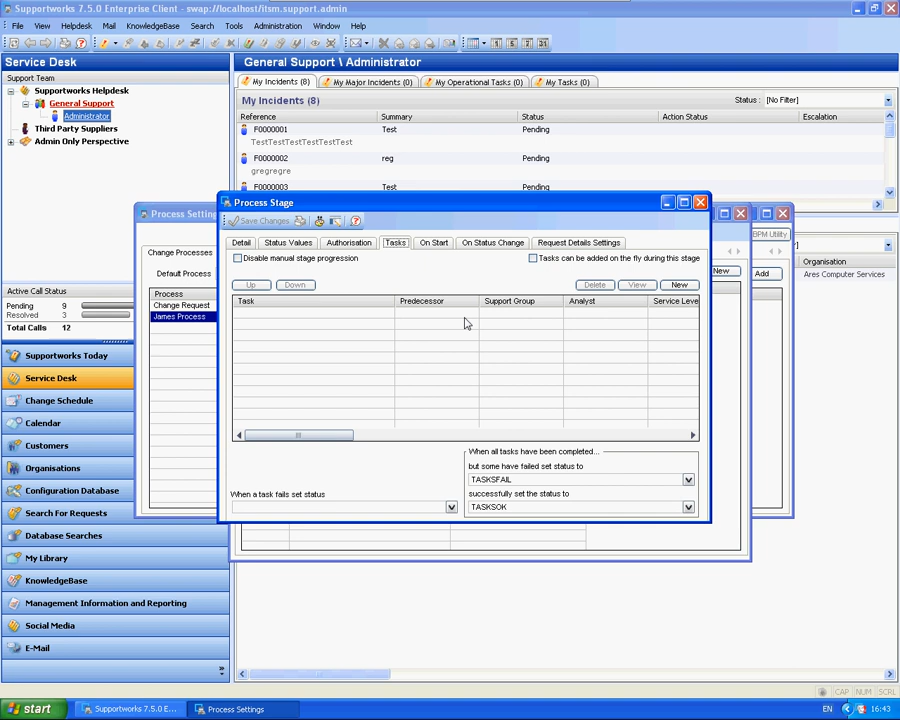 Supportworks 7.5.0 Enterprise Client - swap://localhost/itsm.support.admin
File View Helpdesk Mail KnowledgeBase Search Tools Administration Window Help
Service Desk
Support Team
Supportworks Helpdesk
General Support
Administrator
Third Party Suppliers
Admin Only Perspective
General Support \ Administrator
My Incidents (8) My Major Incidents (0) My Operational Tasks (0) My Tasks (0)
My Incidents (8) Status : [No Filter]
Reference Summary Status Action Status Escalation
F0000001 Test Pending
TestTestTestTestTestTest
F0000002 reg Pending
gregregre
F0000003 Test Pending
Process Setting
Change Processes
Default Process
Process
Change Request
James Process
BPM Utility
New
Add
Organisation
Ares Computer Services
Process Stage
Save Changes
Detail Status Values Authorisation Tasks On Start On Status Change Request Details Settings
Disable manual stage progression Tasks can be added on the fly during this stage
Up Down Delete View New
Task Predecessor Support Group Analyst Service Leve
When all tasks have been completed...
but some have failed set status to
TASKSFAIL
When a task fails set status
successfully set the status to
TASKSOK
Active Call Status
Pending 9
Resolved 3
Total Calls 12
Supportworks Today
Service Desk
Change Schedule
Calendar
Customers
Organisations
Configuration Database
Search For Requests
Database Searches
My Library
KnowledgeBase
Management Information and Reporting
Social Media
E-Mail
CAP NUM SCRL
start Supportworks 7.5.0 E... Process Settings EN 16:43